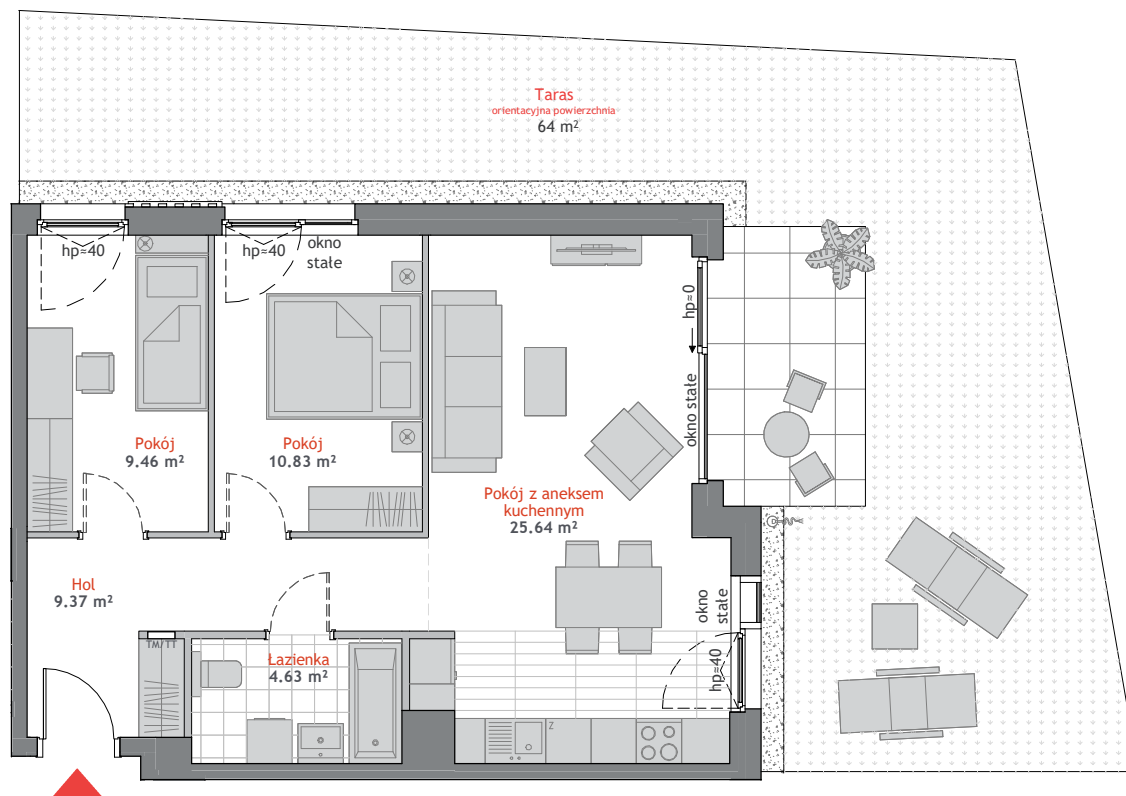 Taras
orientacyjna powierzchnia
64 m²
hp≈40
hp≈40
okno
stałe
hp≈0
okno stałe
Pokój
9.46 m²
Pokój
10.83 m²
Pokój z aneksem
kuchennym
25.64 m²
Hol
9.37 m²
okno
stałe
TM/TT
Łazienka
4.63 m²
hp≈40
Z